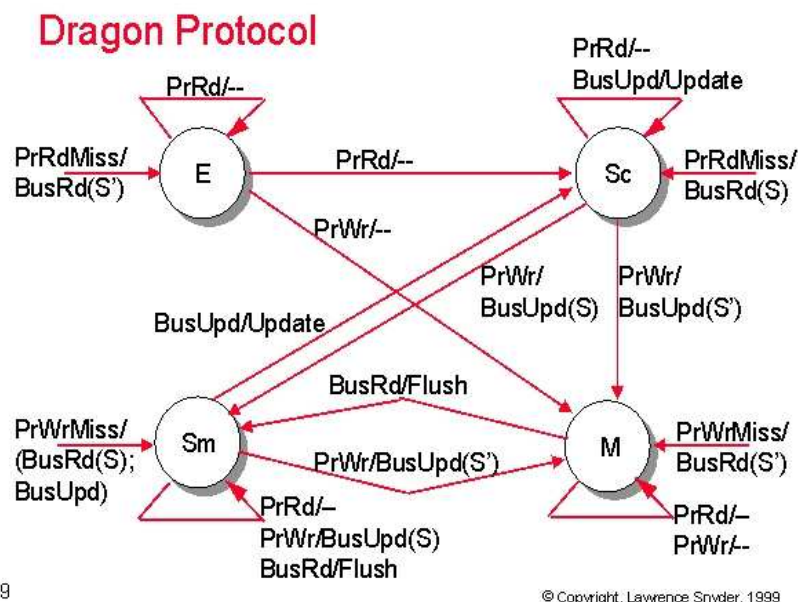 Dragon Protocol
PrRd/--
PrRd/--
BusUpd/Update
PrRdMiss/
BusRd(S')
E
PrRd/--
Sc
PrRdMiss/
BusRd(S)
PrWr/--
PrWr/
BusUpd(S)
PrWr/
BusUpd(S')
BusUpd/Update
BusRd/Flush
PrWrMiss/
(BusRd(S);
BusUpd)
Sm
PrWr/BusUpd(S')
M
PrWrMiss/
BusRd(S')
PrRd/–
PrWr/BusUpd(S)
BusRd/Flush
PrRd/–
PrWr/--
9
© Copyright, Lawrence Snyder, 1999